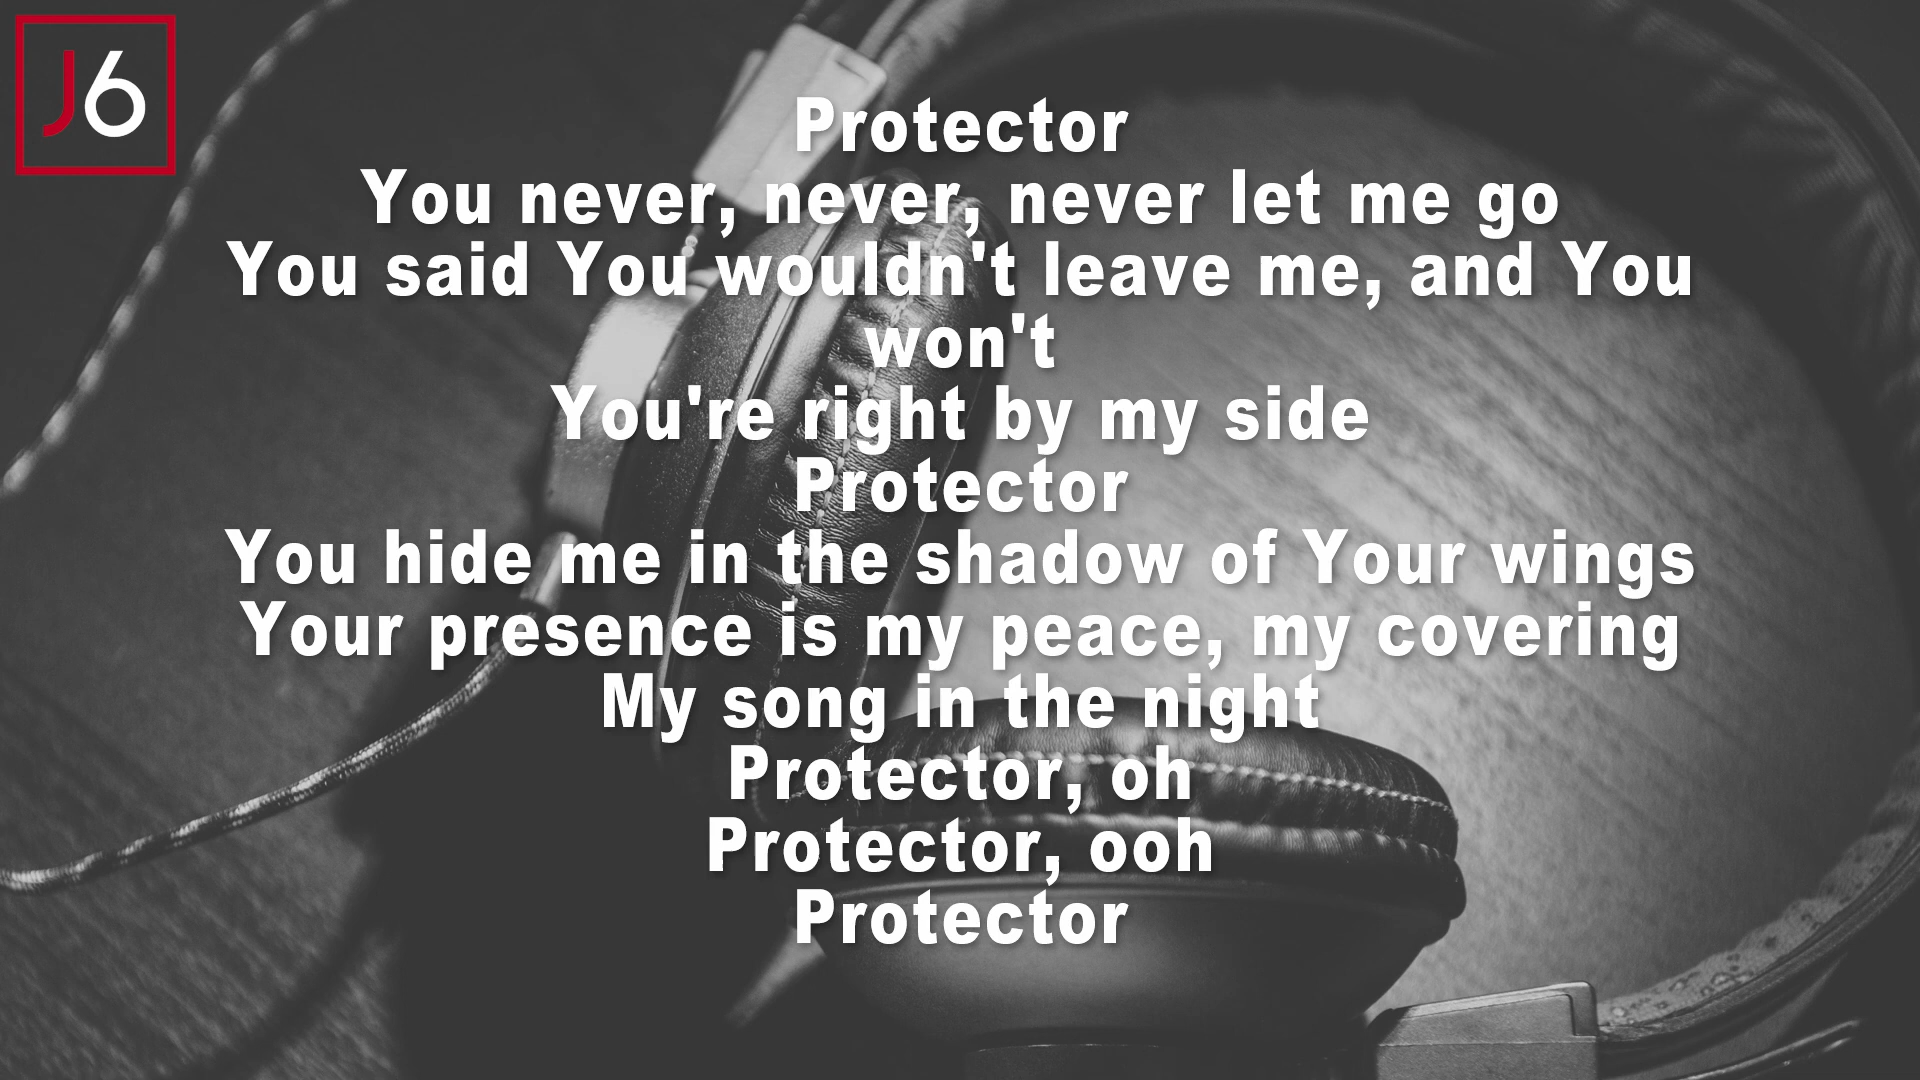 J6
Protector
You never, never, never let me go
You said You wouldn't leave me, and You
won't
You're right by my side
Protector
You hide me in the shadow of Your wings
Your presence is my peace, my covering
My song in the night
Protector, oh
Protector, ooh
Protector